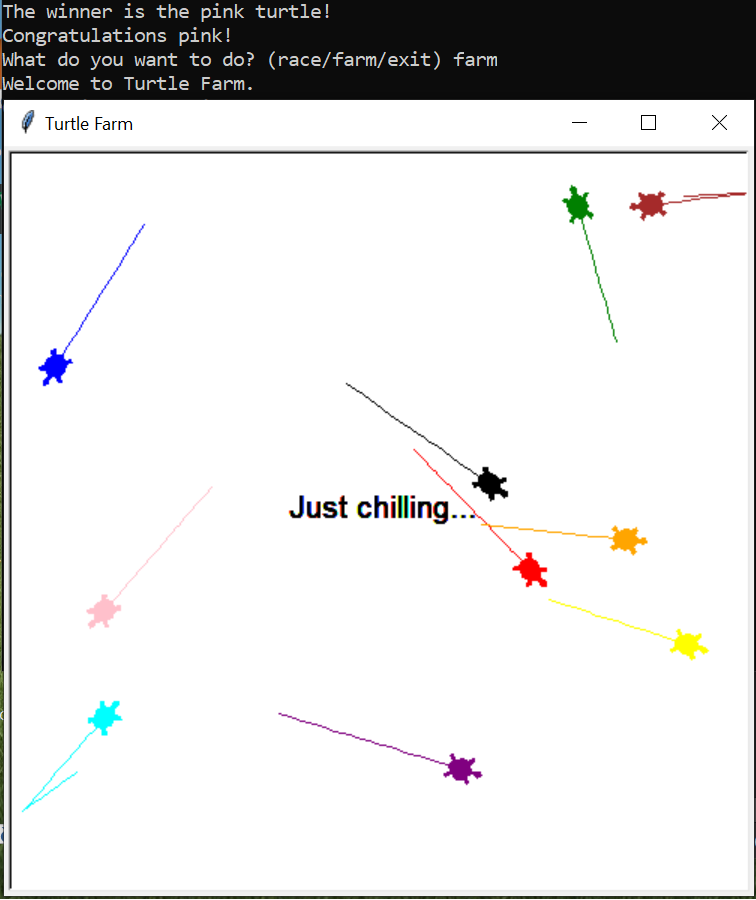 The winner is the pink turtle!
Congratulations pink!
What do you want to do? (race/farm/exit) farm
Welcome to Turtle Farm.
Turtle Farm
Just chilling...